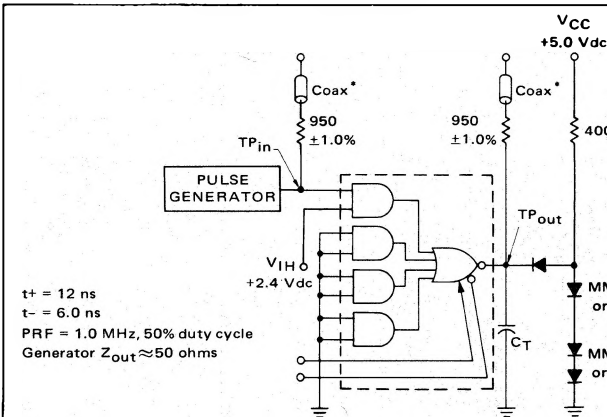 VCC
+5.0 Vdc
Coax*
Coax*
950
±1.0%
950
±1.0%
400
TPin
PULSE
GENERATOR
TPout
VIH
+2.4 Vdc
MM
or
t+ = 12 ns
t- = 6.0 ns
PRF = 1.0 MHz, 50% duty cycle
Generator Zout≈50 ohms
CT
MM
or